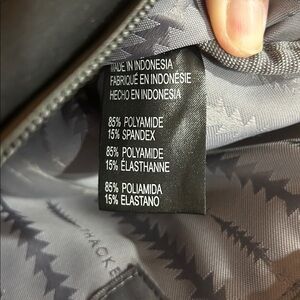 MADE IN INDONESIA
FABRIQUÉ EN INDONÉSIE
HECHO EN INDONESIA
85% POLYAMIDE
15% SPANDEX
85% POLYAMIDE
15% ÉLASTHANNE
85% POLIAMIDA
15% ELASTANO
HACKE